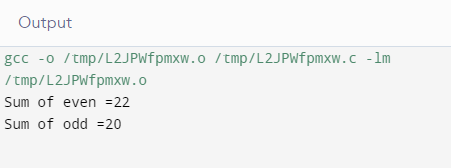 Output
gcc -o /tmp/L2JPWfpmxw.o /tmp/L2JPWfpmxw.c -lm
/tmp/L2JPWfpmxw.o
Sum of even =22
Sum of odd =20